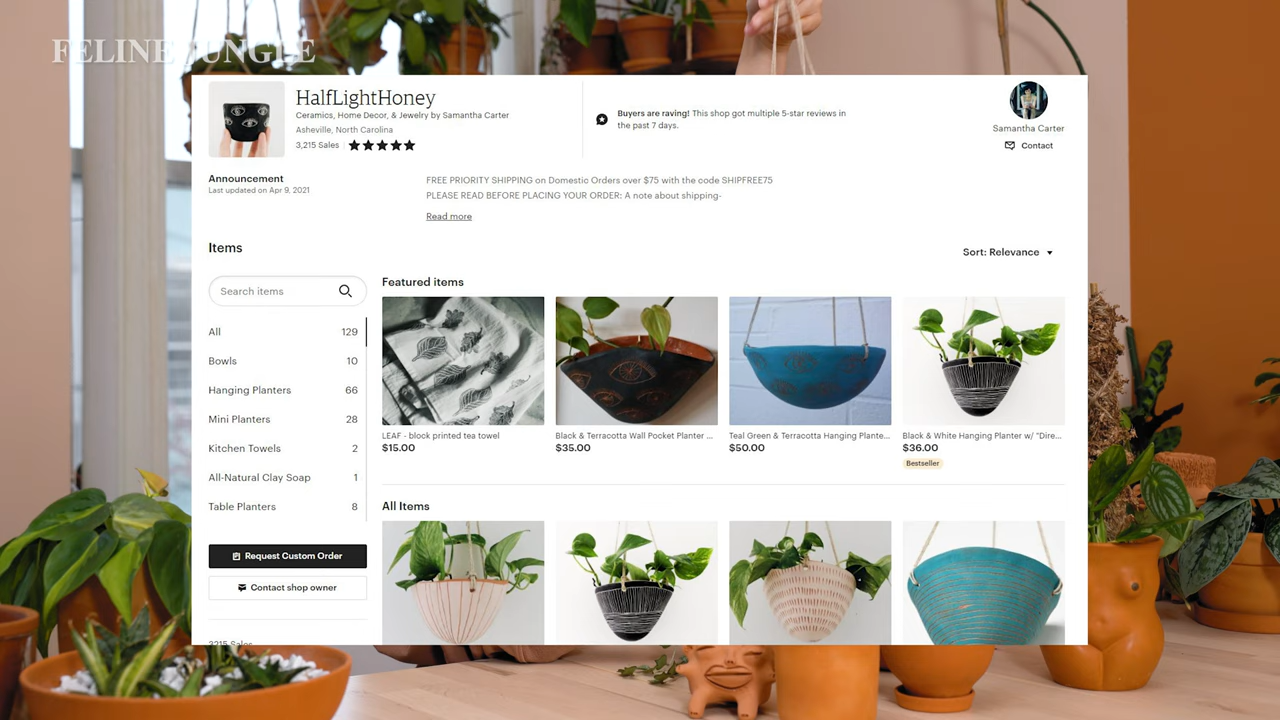 FELINE JUNGLE
HalfLightHoney
Ceramics, Home Decor, & Jewelry by Samantha Carter
Asheville, North Carolina
3,215 Sales
Buyers are raving! This shop got multiple 5-star reviews in
the past 7 days.
Samantha Carter
Contact
Announcement
Last updated on Apr 9, 2021
FREE PRIORITY SHIPPING on Domestic Orders over $75 with the code SHIPFREE75
PLEASE READ BEFORE PLACING YOUR ORDER: A note about shipping-
Read more
Items
Sort: Relevance
Search items
All 129
Bowls 10
Hanging Planters 66
Mini Planters 28
Kitchen Towels 2
All-Natural Clay Soap 1
Table Planters 8
Request Custom Order
Contact shop owner
3215 Sales
Featured items
LEAF - block printed tea towel
$15.00
Black & Terracotta Wall Pocket Planter ...
$35.00
Teal Green & Terracotta Hanging Plante...
$50.00
Black & White Hanging Planter w/ "Dire...
$36.00
Bestseller
All Items